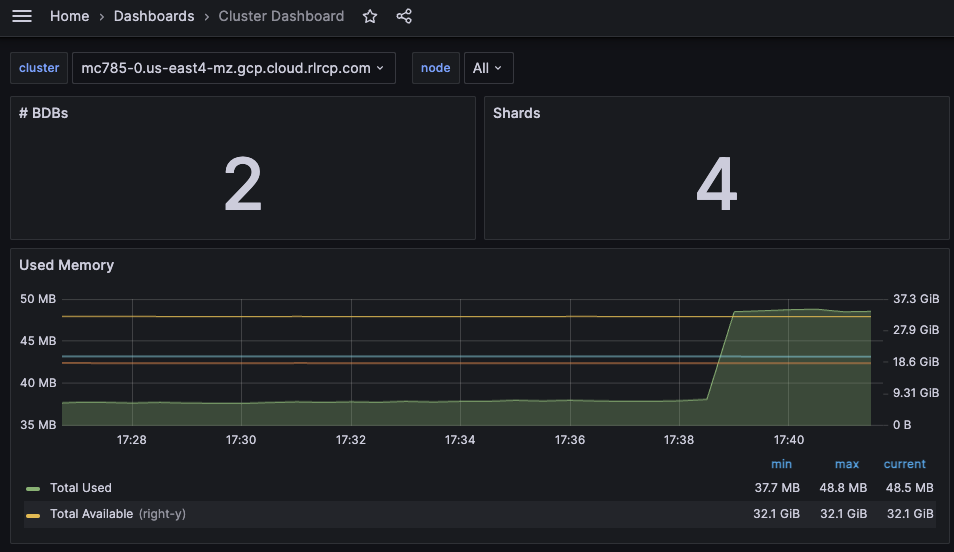 Home › Dashboards › Cluster Dashboard
cluster mc785-0.us-east4-mz.gcp.cloud.rlrcp.com node All
# BDBs
2
Shards
4
Used Memory
50 MB 37.3 GiB
27.9 GiB
45 MB
18.6 GiB
40 MB
9.31 GiB
35 MB 0 B
17:28 17:30 17:32 17:34 17:36 17:38 17:40
min max current
Total Used 37.7 MB 48.8 MB 48.5 MB
Total Available (right-y) 32.1 GiB 32.1 GiB 32.1 GiB